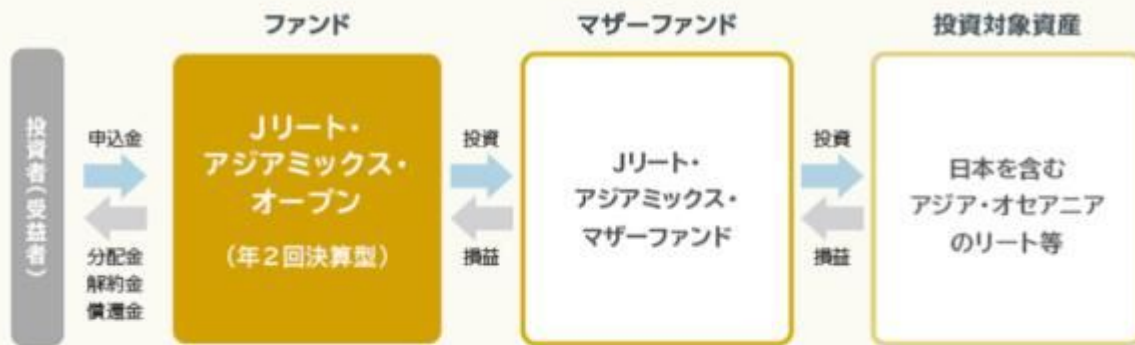 ファンド
マザーファンド
投資対象資産
投資者(受益者)
申込金
分配金
解約金
償還金
Jリート・
アジアミックス・
オープン
(年2回決算型)
投資
損益
Jリート・
アジアミックス・
マザーファンド
投資
損益
日本を含む
アジア・オセアニア
のリート等